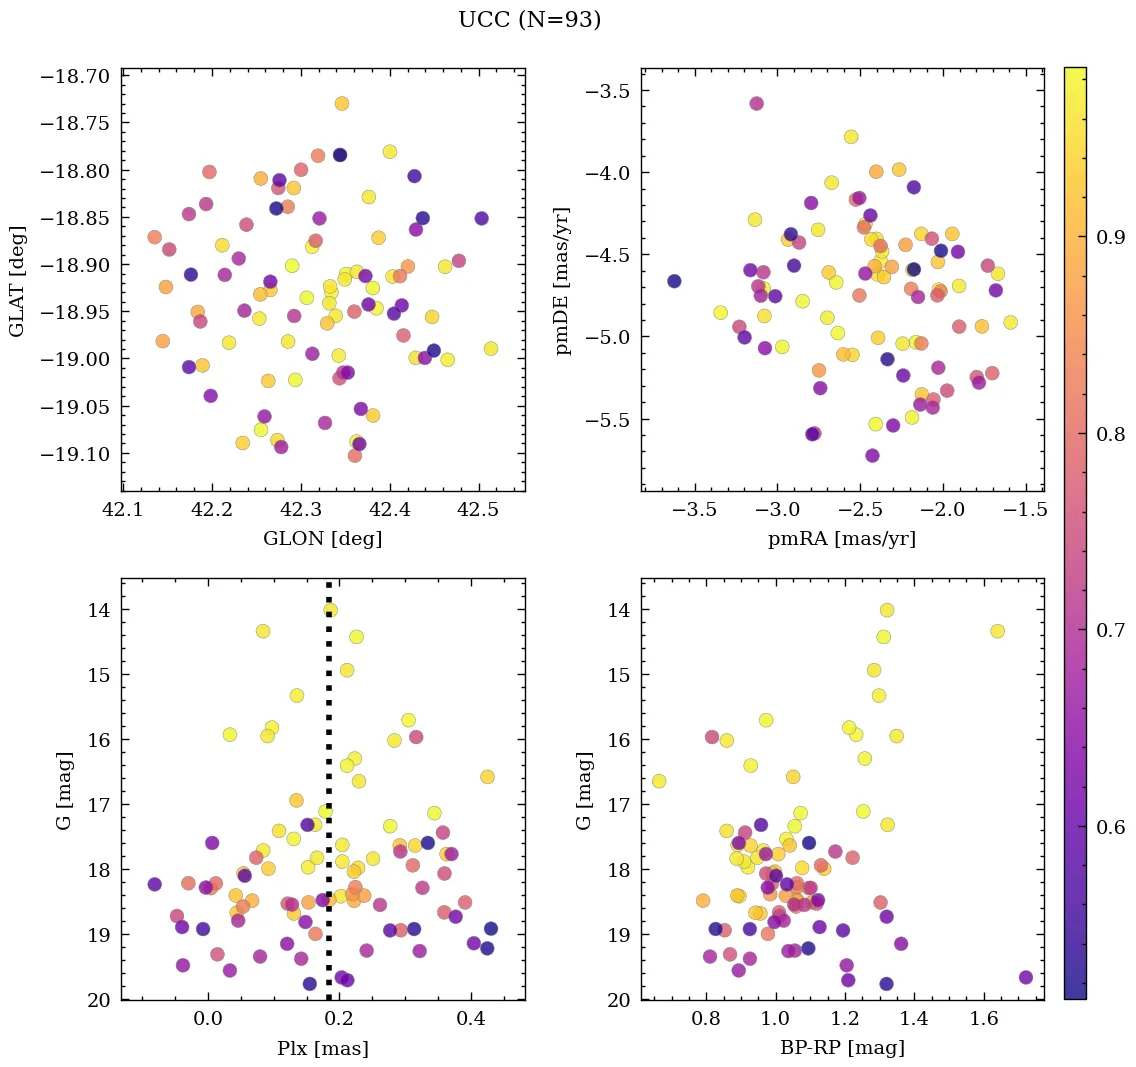 UCC (N=93)
−18.70
−18.75
−18.80
−18.85
−18.90
−18.95
−19.00
−19.05
−19.10
GLAT [deg]
42.1 42.2 42.3 42.4 42.5
GLON [deg]
−3.5
−4.0
−4.5
−5.0
−5.5
pmDE [mas/yr]
−3.5 −3.0 −2.5 −2.0 −1.5
pmRA [mas/yr]
14
15
16
17
18
19
20
G [mag]
0.0 0.2 0.4
Plx [mas]
14
15
16
17
18
19
20
G [mag]
0.8 1.0 1.2 1.4 1.6
BP-RP [mag]
0.9
0.8
0.7
0.6